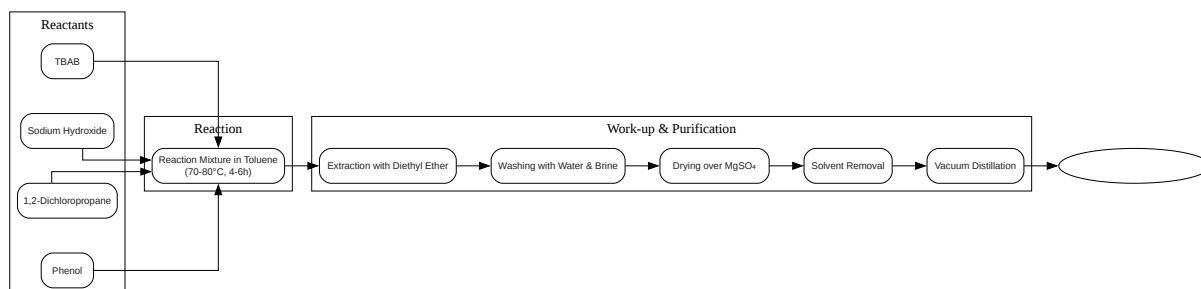 Reactants
TBAB
Sodium Hydroxide
1,2-Dichloropropane
Phenol
Reaction
Reaction Mixture in Toluene
(70-80°C, 4-6h)
Work-up & Purification
Extraction with Diethyl Ether
Washing with Water & Brine
Drying over MgSO₄
Solvent Removal
Vacuum Distillation